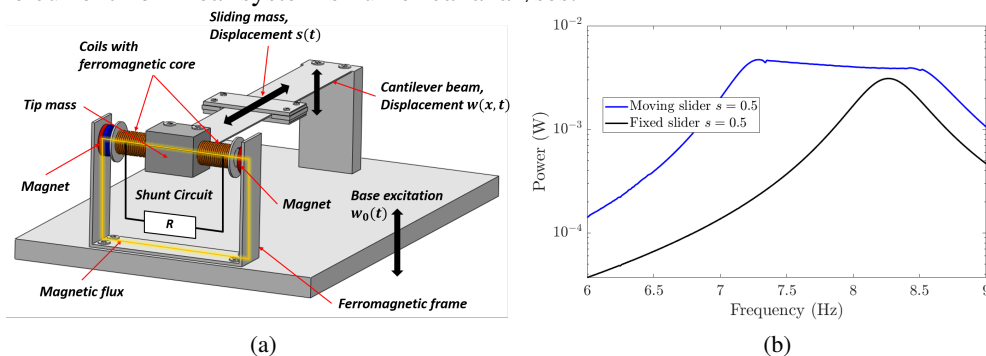 Sliding mass,
Displacement s(t)
Coils with
ferromagnetic core
Cantilever beam,
Displacement w(x, t)
Tip mass
Magnet
Shunt Circuit
Magnet
Base excitation
w₀(t)
R
Magnetic flux
Ferromagnetic frame
(a)
10⁻²
10⁻³
10⁻⁴
Power (W)
Moving slider s = 0.5
Fixed slider s = 0.5
6 6.5 7 7.5 8 8.5 9
Frequency (Hz)
(b)